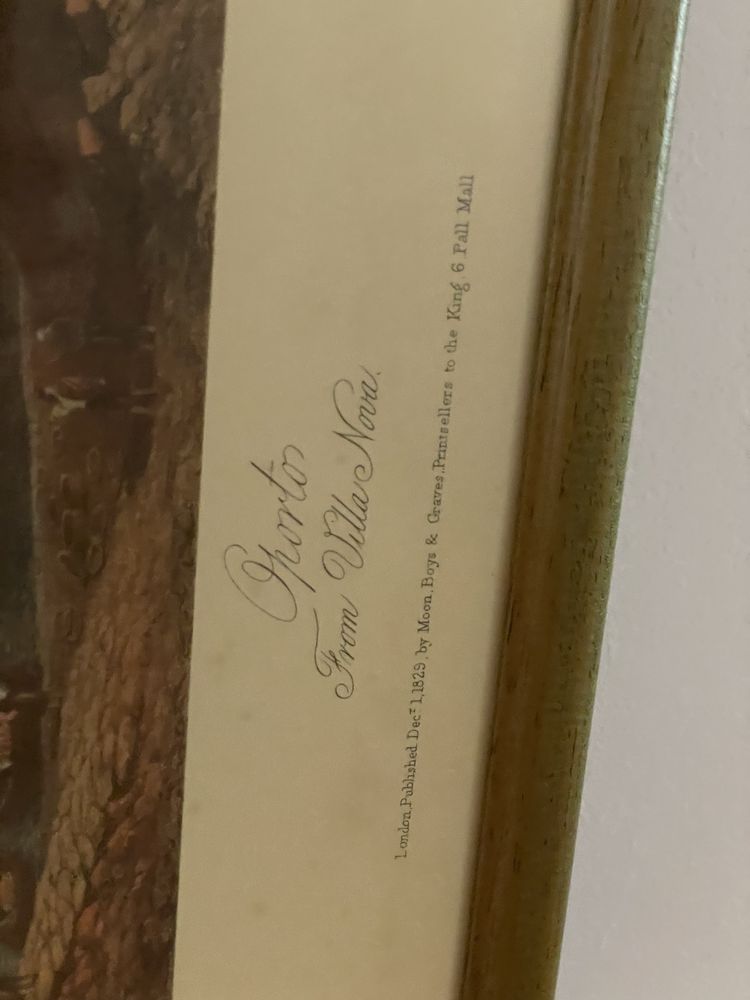 Oporto
From Villa Nova.
London, Published Decr 1, 1829, by Moon, Boys & Graves, Printsellers to the King, 6 Pall Mall